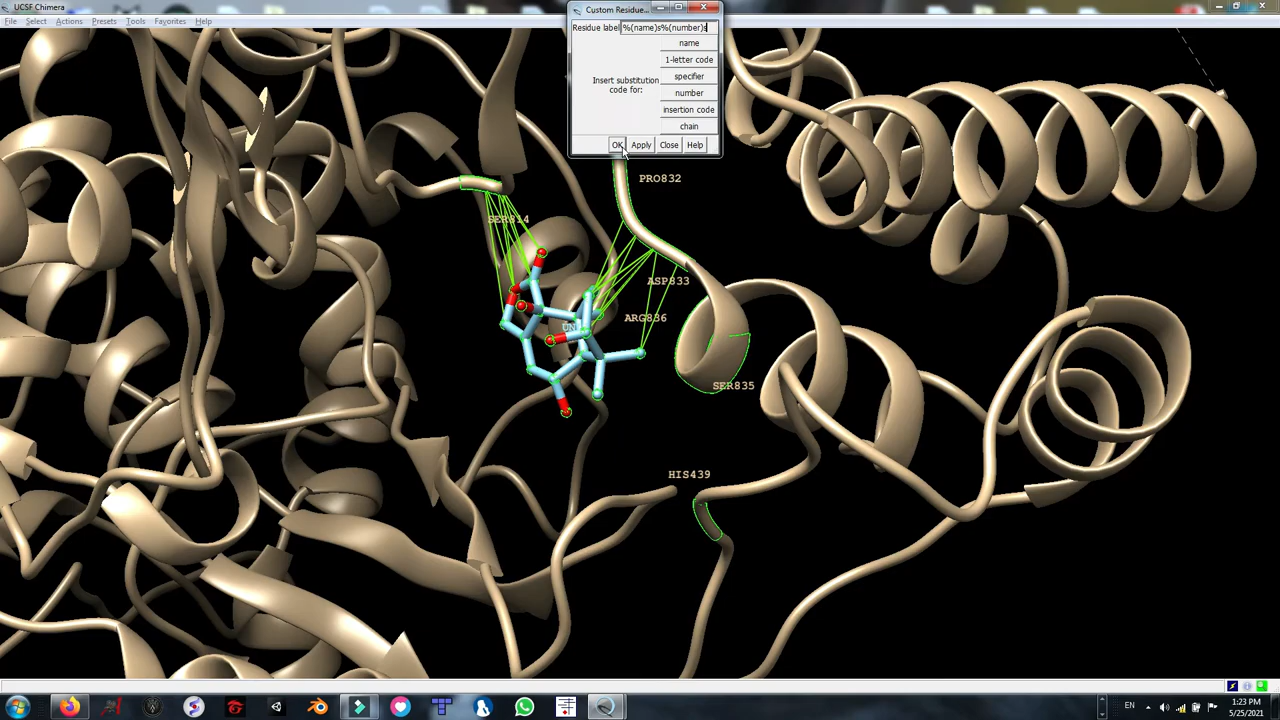 UCSF Chimera
File Select Actions Presets Tools Favorites Help
Custom Residue...
Residue label %(name)s%(number)s
name
1-letter code
specifier
Insert substitution
code for:
number
insertion code
chain
OK Apply Close Help
PRO832
SER814
ASP833
ARG836
UN
SER835
HIS439
EN
1:23 PM
5/25/2021